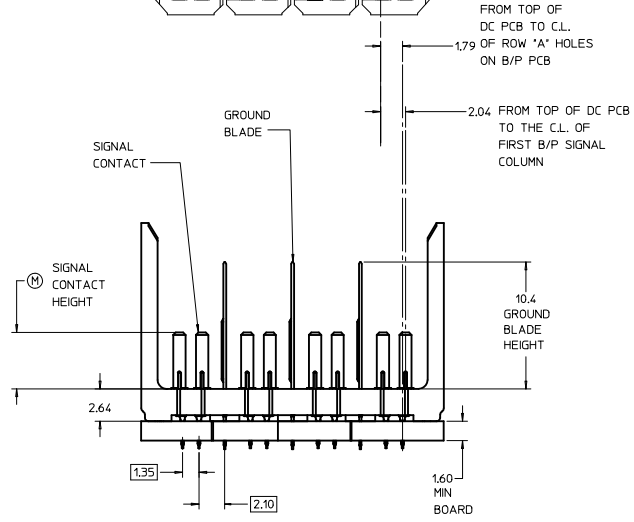 FROM TOP OF
DC PCB TO C.L.
1.79 OF ROW "A" HOLES
ON B/P PCB
2.04 FROM TOP OF DC PCB
TO THE C.L. OF
FIRST B/P SIGNAL
COLUMN
GROUND
BLADE
SIGNAL
CONTACT
M SIGNAL
CONTACT
HEIGHT
10.4
GROUND
BLADE
HEIGHT
2.64
1.35
2.10
1.60
MIN
BOARD